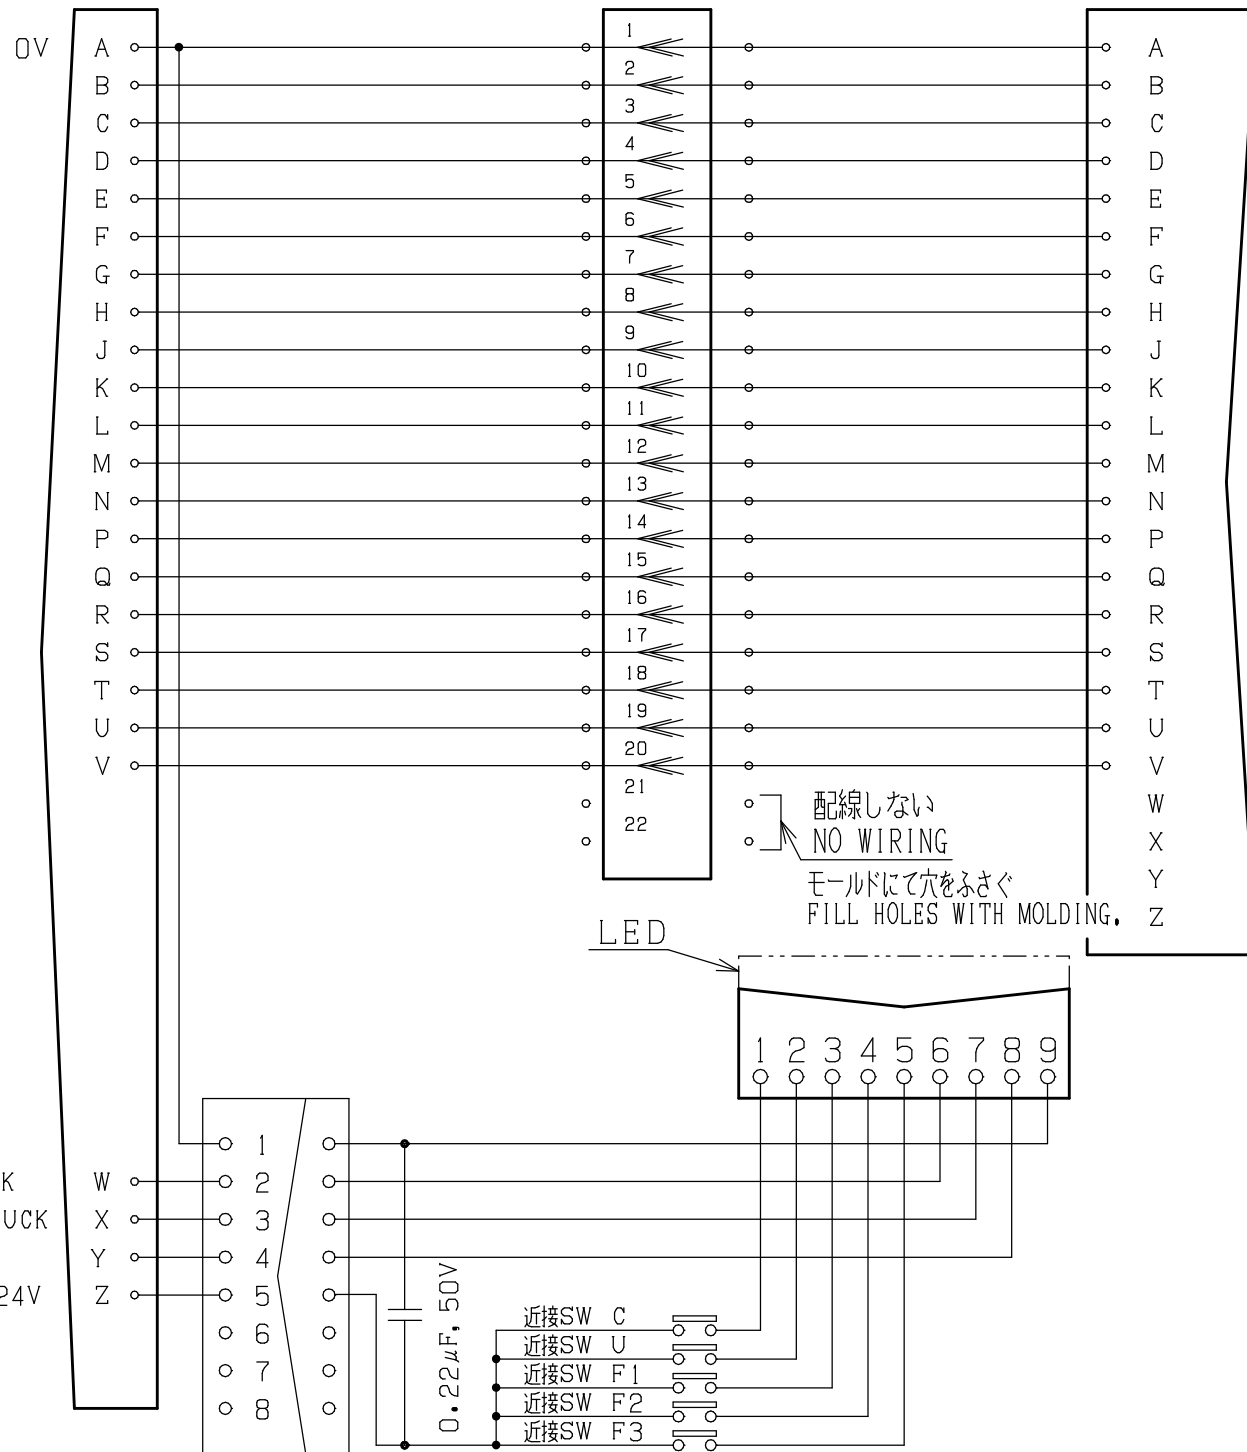 0V
A
B
C
D
E
F
G
H
J
K
L
M
N
P
Q
R
S
T
U
V
1
2
3
4
5
6
7
8
9
10
11
12
13
14
15
16
17
18
19
20
21
22
A
B
C
D
E
F
G
H
J
K
L
M
N
P
Q
R
S
T
U
V
W
X
Y
Z
配線しない
NO WIRING
モールドにて穴をふさぐ
FILL HOLES WITH MOLDING.
LED
1 2 3 4 5 6 7 8 9
K W
UCK X
Y
24V Z
1
2
3
4
5
6
7
8
0.22μF, 50V
近接SW C
近接SW U
近接SW F1
近接SW F2
近接SW F3